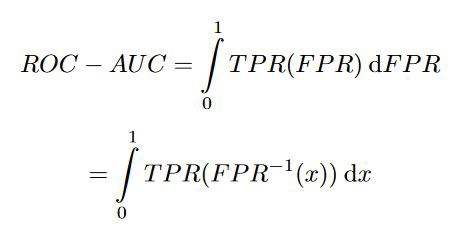 ROC − AUC = ∫₀¹ TPR(FPR) dFPR
= ∫₀¹ TPR(FPR⁻¹(x)) dx